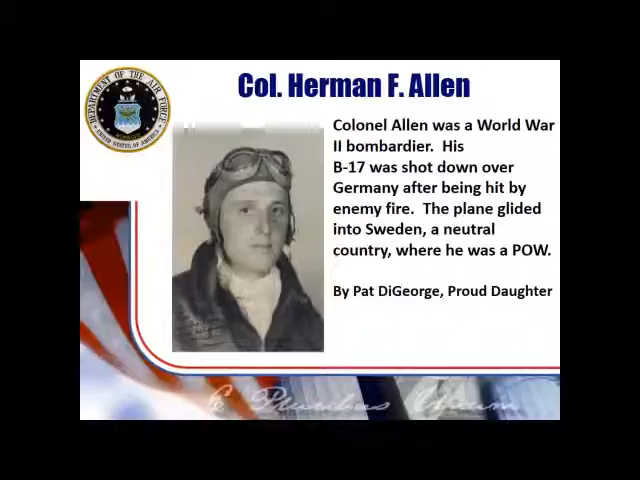 Col. Herman F. Allen
DEPARTMENT OF THE AIR FORCE
UNITED STATES OF AMERICA
Colonel Allen was a World War
II bombardier. His
B-17 was shot down over
Germany after being hit by
enemy fire. The plane glided
into Sweden, a neutral
country, where he was a POW.
By Pat DiGeorge, Proud Daughter
E Pluribus Unum